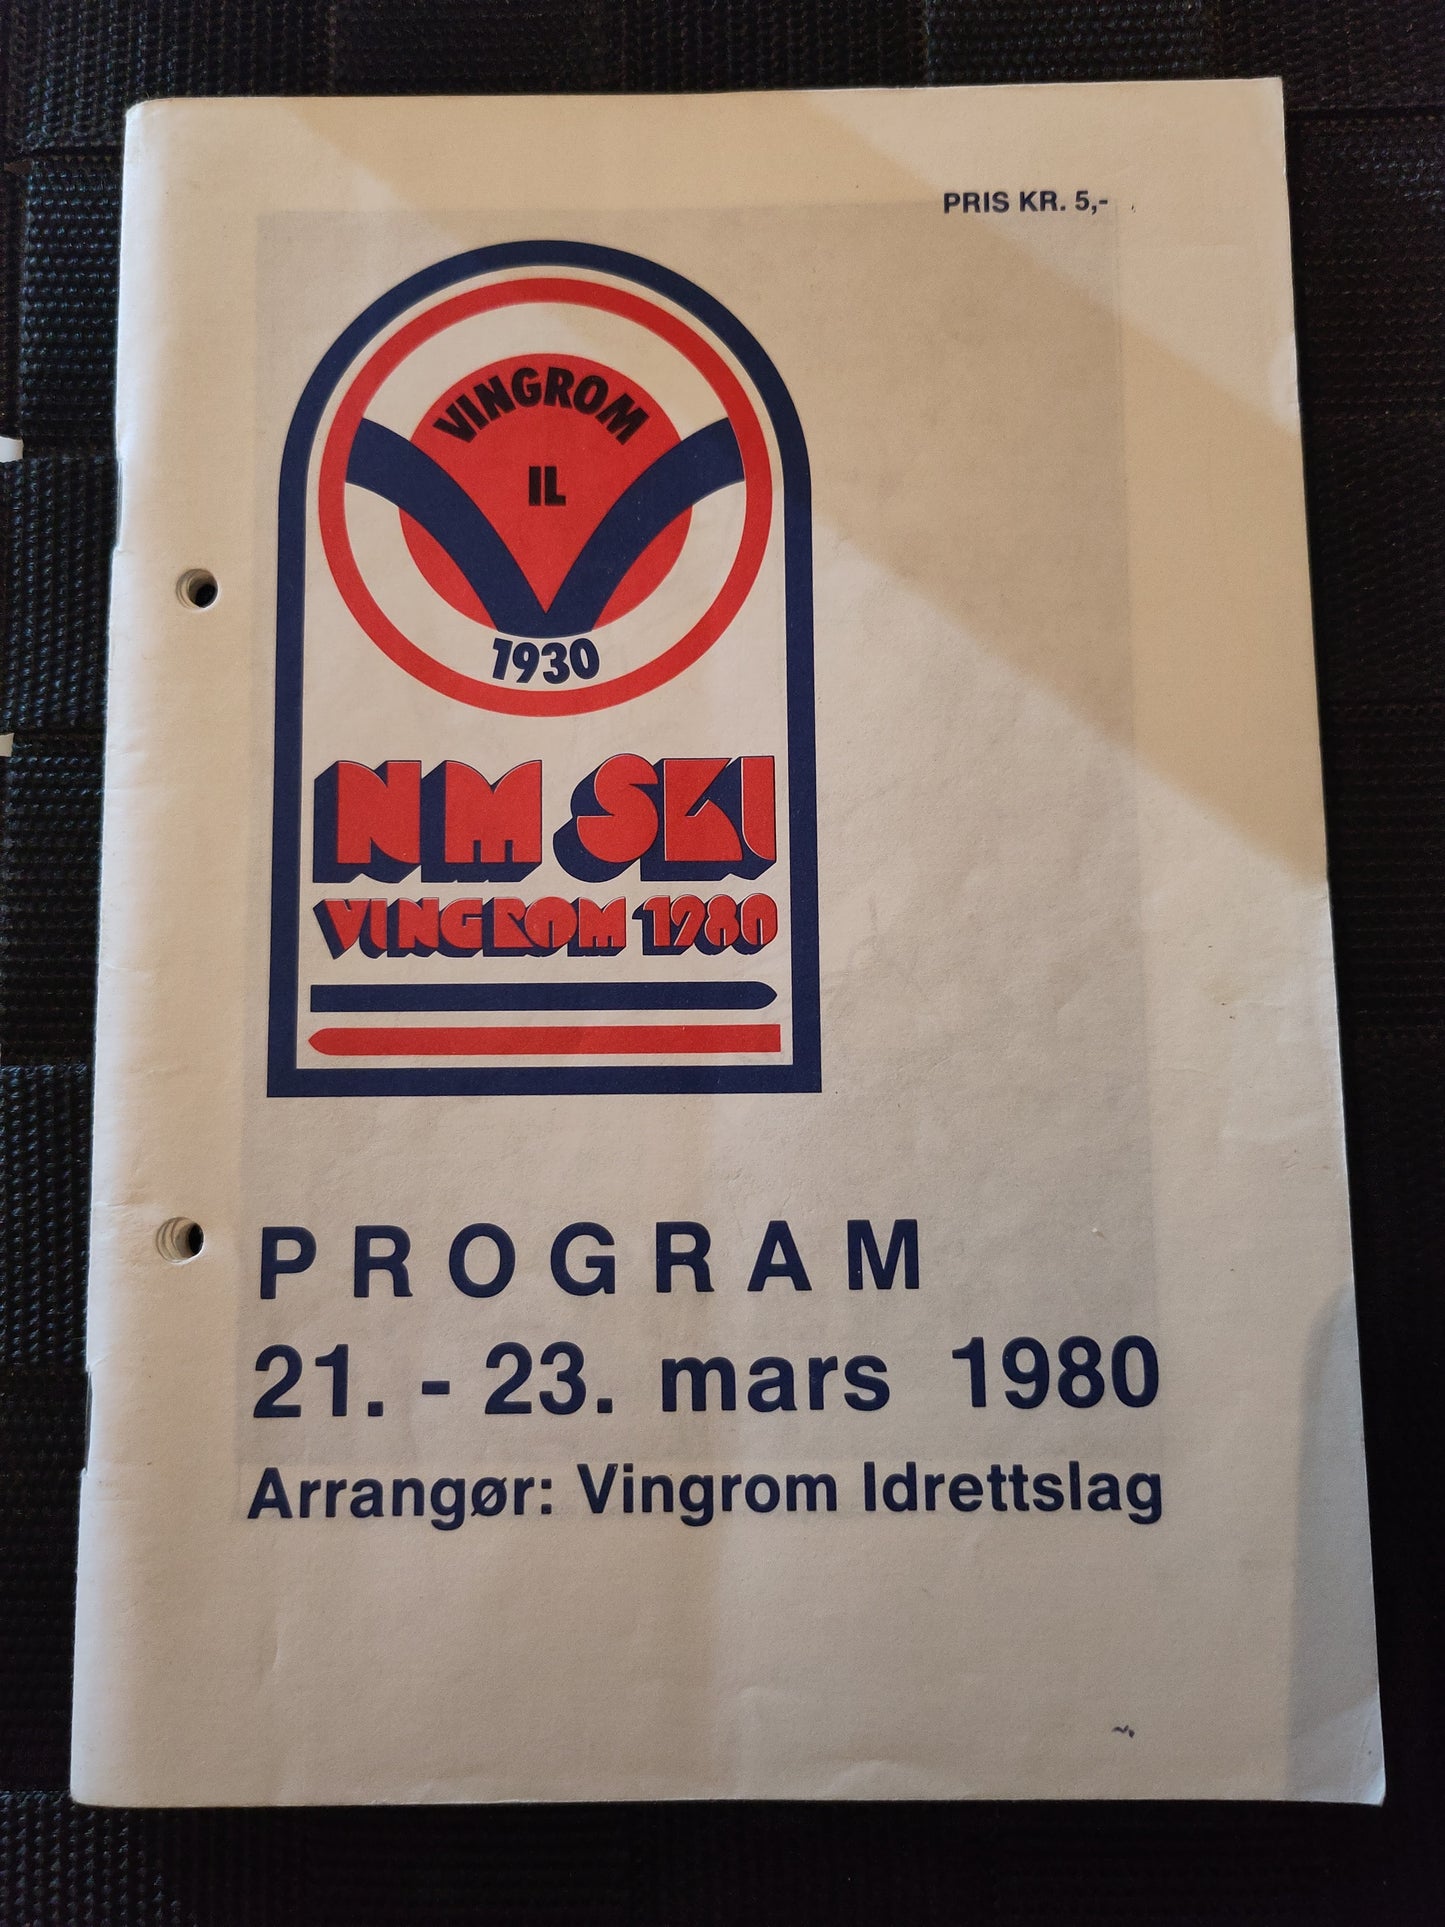 PRIS KR. 5,-
VINGROM
IL
1930
NM SKI
VINGROM 1980
PROGRAM
21. - 23. mars 1980
Arrangør: Vingrom Idrettslag